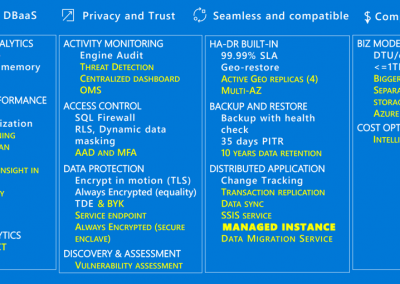 DBaaS
Privacy and Trust
Seamless and compatible
$ Com
ALYTICS
memory
FORMANCE
ization
NING
AN
INSIGHT IN
Y
YTICS
CT
ACTIVITY MONITORING
Engine Audit
THREAT DETECTION
CENTRALIZED DASHBOARD
OMS
ACCESS CONTROL
SQL Firewall
RLS, Dynamic data
masking
AAD AND MFA
DATA PROTECTION
Encrypt in motion (TLS)
Always Encrypted (equality)
TDE & BYK
SERVICE ENDPOINT
ALWAYS ENCRYPTED (SECURE
ENCLAVE)
DISCOVERY & ASSESSMENT
VULNERABILITY ASSESSMENT
HA-DR BUILT-IN
99.99% SLA
Geo-restore
ACTIVE GEO REPLICAS (4)
MULTI-AZ
BACKUP AND RESTORE
Backup with health
check
35 days PITR
10 YEARS DATA RETENTION
DISTRIBUTED APPLICATION
Change Tracking
TRANSACTION REPLICATION
DATA SYNC
SSIS SERVICE
MANAGED INSTANCE
DATA MIGRATION SERVICE
BIZ MODE
DTU/
<=1T
BIGGER
SEPARA
STORAG
AZURE
COST OPTI
INTELLI